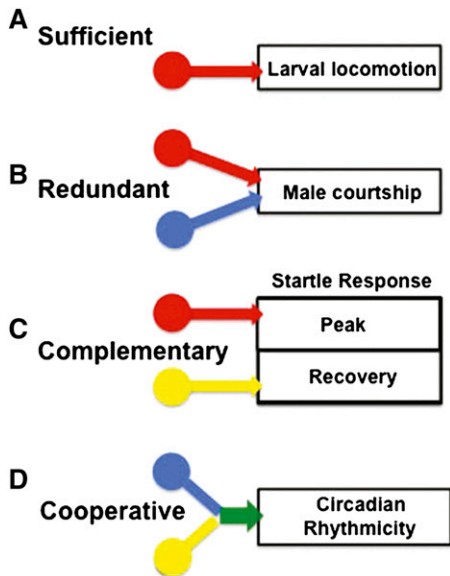 A
Sufficient
Larval locomotion
B
Redundant
Male courtship
Startle Response
C
Complementary
Peak
Recovery
D
Cooperative
Circadian
Rhythmicity